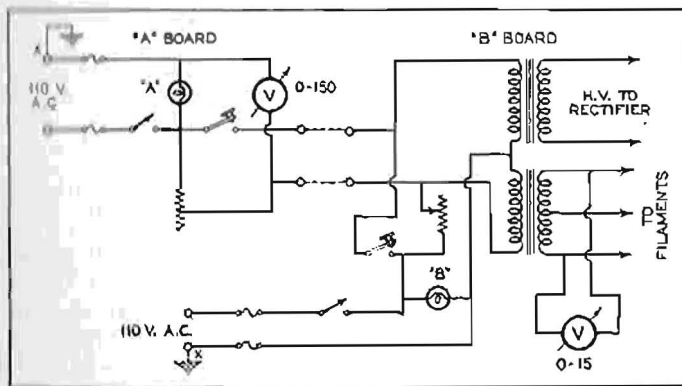 "A" BOARD
"B" BOARD
A
110 V.
A.C.
"A"
V
0-150
H.V. TO
RECTIFIER
TO
FILAMENTS
"B"
110 V. A.C.
X
V
0-15